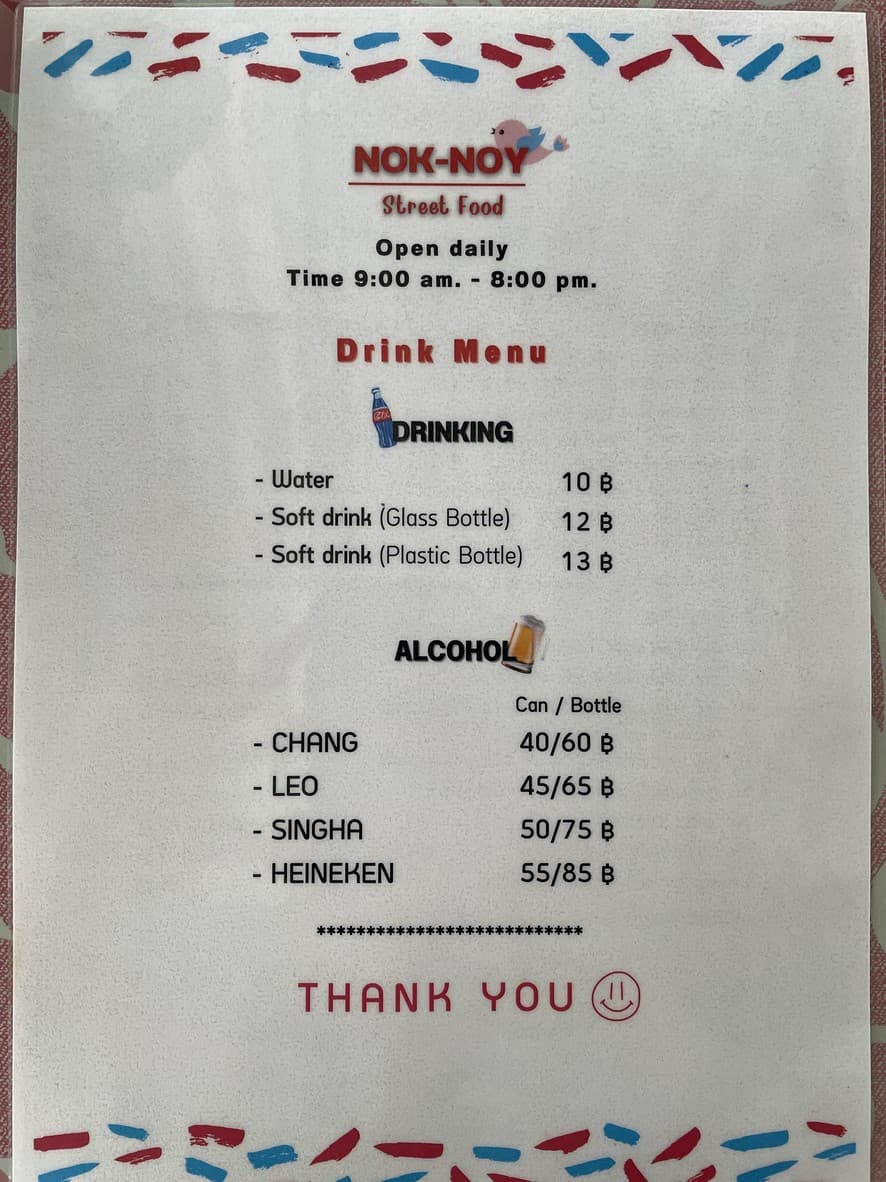 NOK-NOY
Street Food
Open daily
Time 9:00 am. - 8:00 pm.
Drink Menu
DRINKING
- Water 10 ฿
- Soft drink (Glass Bottle) 12 ฿
- Soft drink (Plastic Bottle) 13 ฿
ALCOHOL
Can / Bottle
- CHANG 40/60 ฿
- LEO 45/65 ฿
- SINGHA 50/75 ฿
- HEINEKEN 55/85 ฿
***************************
THANK YOU